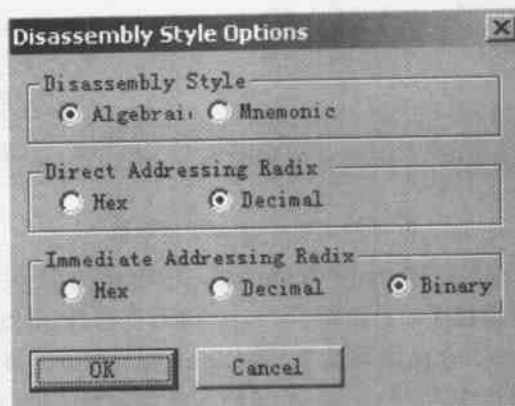 Disassembly Style Options
Disassembly Style
Algebrai Mnemonic
Direct Addressing Radix
Hex Decimal
Immediate Addressing Radix
Hex Decimal Binary
OK Cancel